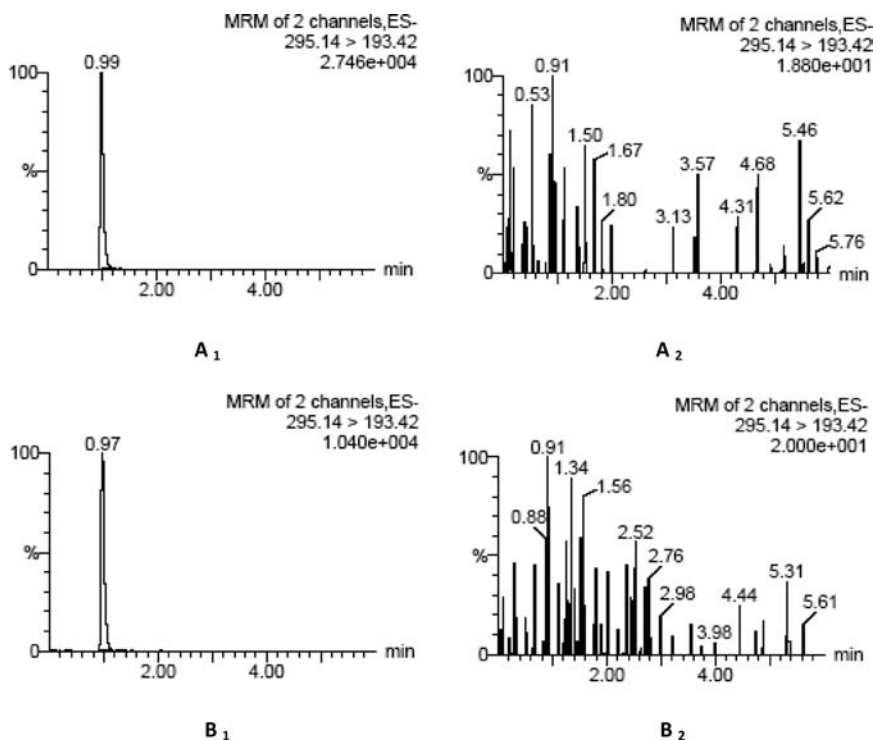 MRM of 2 channels,ES-
295.14 > 193.42
2.746e+004
100
0.99
%
0
2.00
4.00
min
A 1
MRM of 2 channels,ES-
295.14 > 193.42
1.880e+001
100
0.91
0.53
1.50
1.67
1.80
3.13
3.57
4.31
4.68
5.46
5.62
5.76
%
0
2.00
4.00
min
A 2
MRM of 2 channels,ES-
295.14 > 193.42
1.040e+004
100
0.97
%
0
2.00
4.00
min
B 1
MRM of 2 channels,ES-
295.14 > 193.42
2.000e+001
100
0.91
1.34
1.56
0.88
2.52
2.76
2.98
3.98
4.44
5.31
5.61
%
0
2.00
4.00
min
B 2